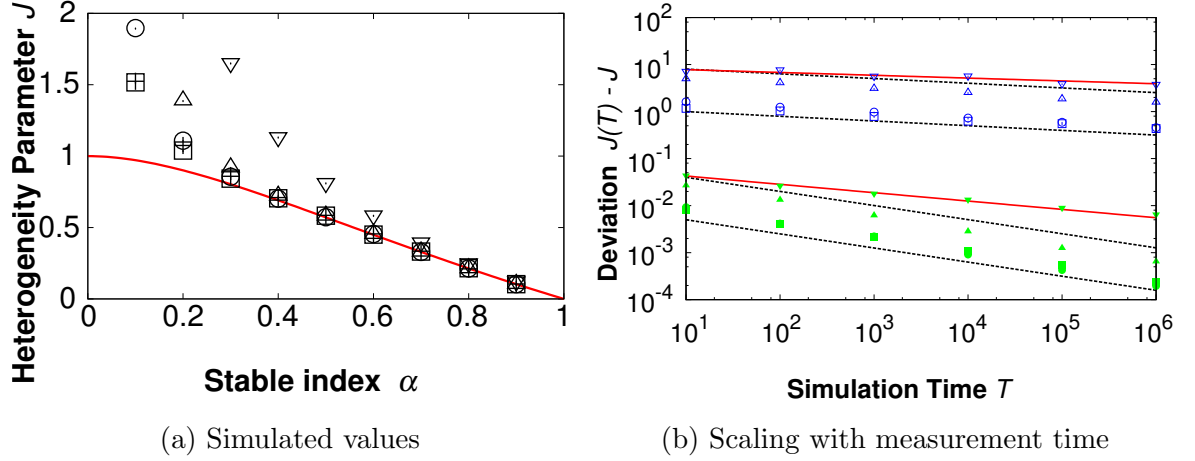 Heterogeneity Parameter J
2
1.5
1
0.5
0
0 0.2 0.4 0.6 0.8 1
Stable index α
(a) Simulated values
Deviation J(T) - J
10^2
10^1
10^0
10^-1
10^-2
10^-3
10^-4
10^1 10^2 10^3 10^4 10^5 10^6
Simulation Time T
(b) Scaling with measurement time